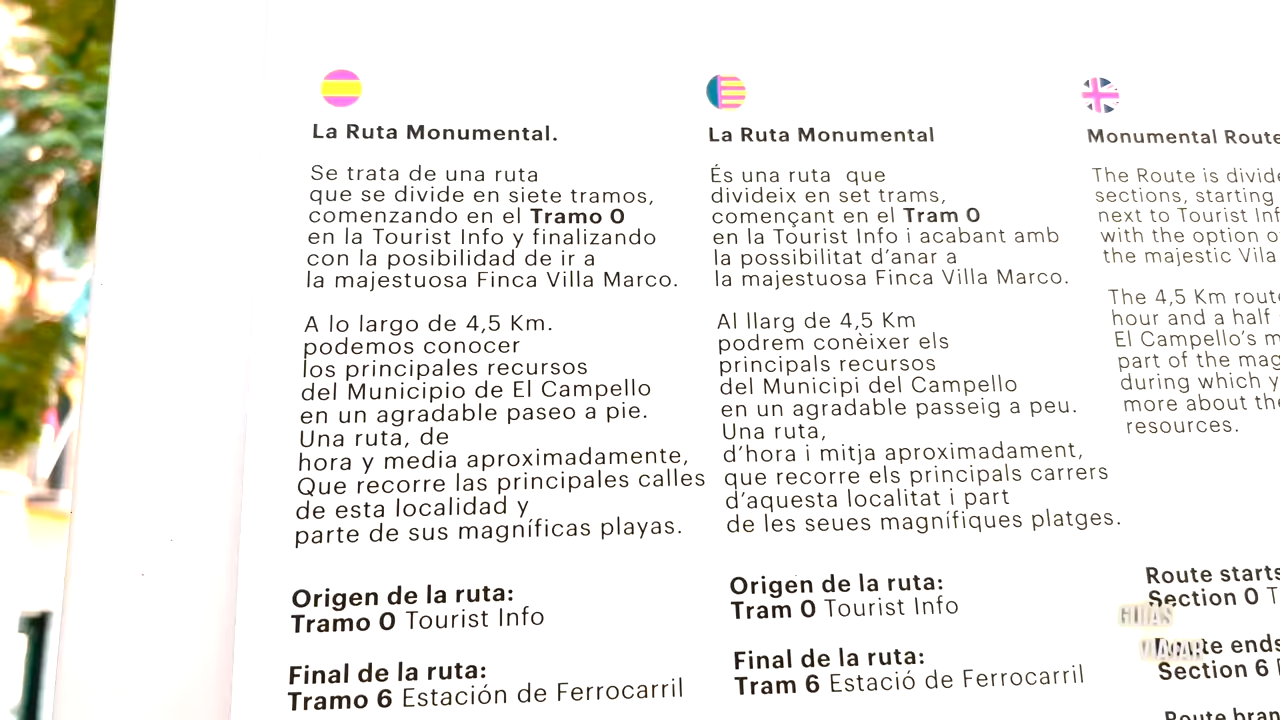 La Ruta Monumental.
Se trata de una ruta
que se divide en siete tramos,
comenzando en el Tramo 0
en la Tourist Info y finalizando
con la posibilidad de ir a
la majestuosa Finca Villa Marco.
A lo largo de 4,5 Km.
podemos conocer
los principales recursos
del Municipio de El Campello
en un agradable paseo a pie.
Una ruta, de
hora y media aproximadamente,
Que recorre las principales calles
de esta localidad y
parte de sus magníficas playas.
Origen de la ruta:
Tramo 0 Tourist Info
Final de la ruta:
Tramo 6 Estación de Ferrocarril
La Ruta Monumental
És una ruta que
divideix en set trams,
començant en el Tram 0
en la Tourist Info i acabant amb
la possibilitat d'anar a
la majestuosa Finca Villa Marco.
Al llarg de 4,5 Km
podrem conèixer els
principals recursos
del Municipi del Campello
en un agradable passeig a peu.
Una ruta,
d'hora i mitja aproximadament,
que recorre els principals carrers
d'aquesta localitat i part
de les seues magnífiques platges.
Origen de la ruta:
Tram 0 Tourist Info
Final de la ruta:
Tram 6 Estació de Ferrocarril
Monumental Route
The Route is
sections, starting
next to Tourist
with the option
the majestic Vila
The 4,5 Km
hour and a half
El Campello's
part of the
during which
more about
resources.
Route starts
Section 0
Route ends
Section 6
Route
GUIAS
VIAJAR